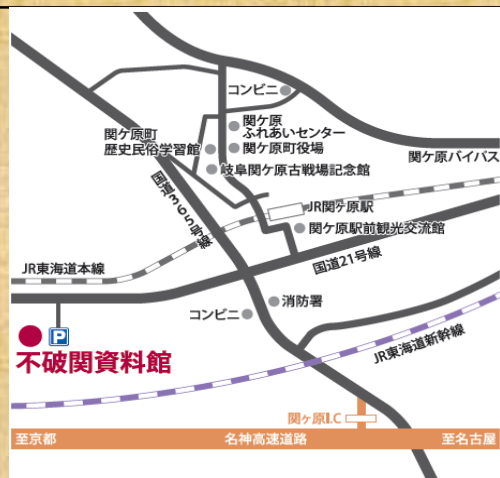 コンビニ
関ケ原
ふれあいセンター
関ケ原町
歴史民俗学習館
関ケ原町役場
関ケ原バイパス
岐阜関ケ原古戦場記念館
国道365号線
JR関ケ原駅
関ケ原駅前観光交流館
JR東海道本線
国道21号線
消防署
コンビニ
P
不破関資料館
JR東海道新幹線
関ヶ原I.C
至京都
名神高速道路
至名古屋